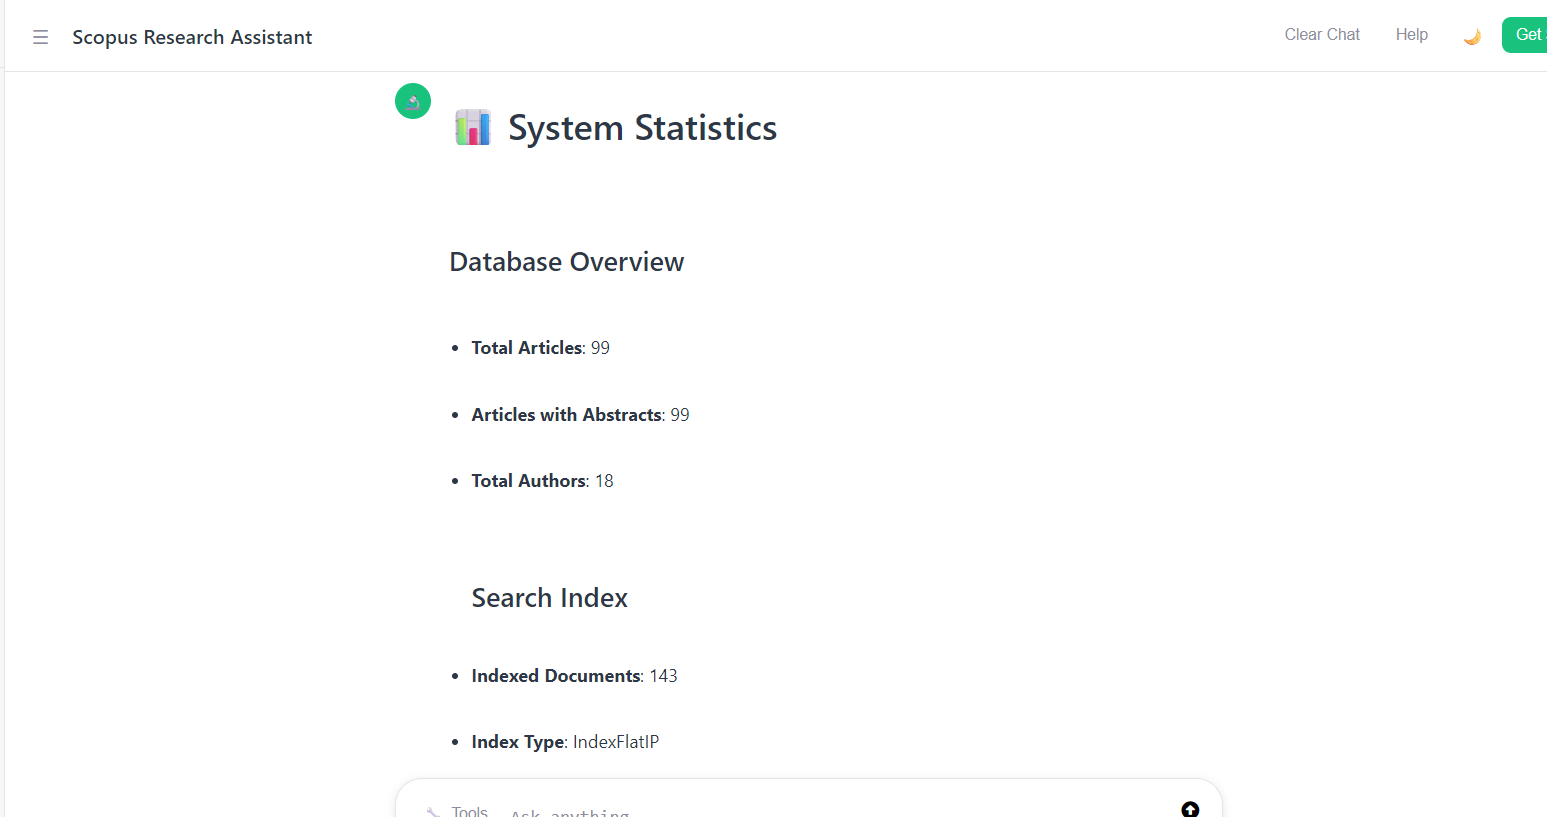 Scopus Research Assistant
Clear Chat
Help
Get
System Statistics
Database Overview
Total Articles: 99
Articles with Abstracts: 99
Total Authors: 18
Search Index
Indexed Documents: 143
Index Type: IndexFlatIP
Tools
Ask anything